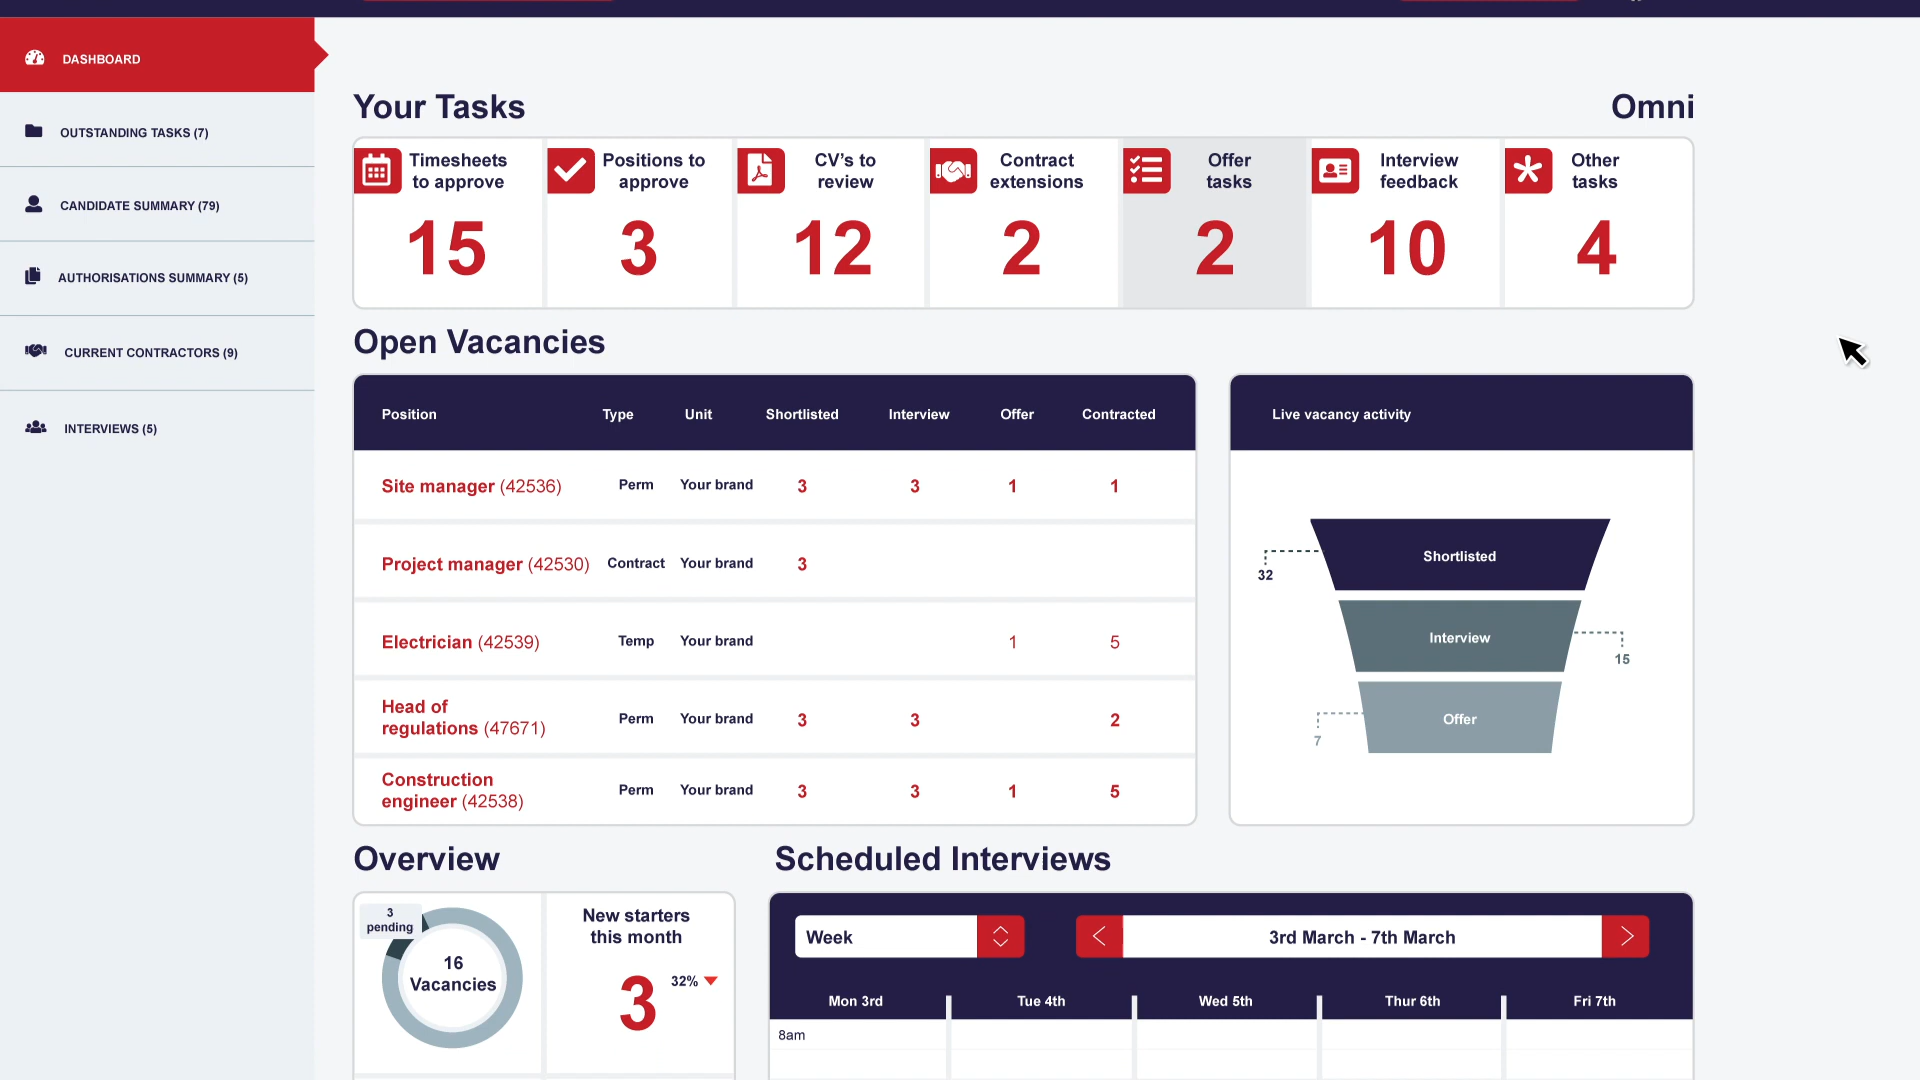 DASHBOARD
OUTSTANDING TASKS (7)
CANDIDATE SUMMARY (79)
AUTHORISATIONS SUMMARY (5)
CURRENT CONTRACTORS (9)
INTERVIEWS (5)
Your Tasks
Omni
Timesheets
to approve
15
Positions to
approve
3
CV’s to
review
12
Contract
extensions
2
Offer
tasks
2
Interview
feedback
10
Other
tasks
4
Open Vacancies
Position Type Unit Shortlisted Interview Offer Contracted
Site manager (42536) Perm Your brand 3 3 1 1
Project manager (42530) Contract Your brand 3
Electrician (42539) Temp Your brand 1 5
Head of
regulations (47671) Perm Your brand 3 3 2
Construction
engineer (42538) Perm Your brand 3 3 1 5
Live vacancy activity
Shortlisted
32
Interview
15
Offer
7
Overview
3
pending
16
Vacancies
New starters
this month
3
32%
Scheduled Interviews
Week
3rd March - 7th March
Mon 3rd Tue 4th Wed 5th Thur 6th Fri 7th
8am